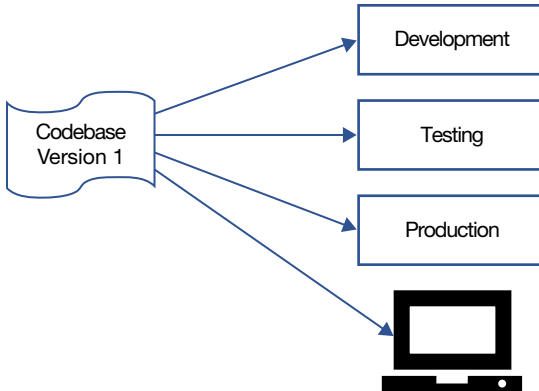 Development
Codebase
Version 1
Testing
Production